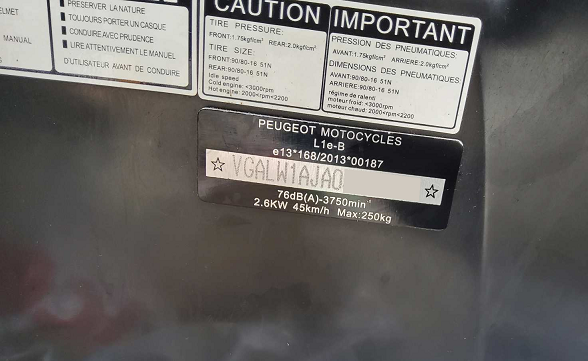 PRESERVER LA NATURE
TOUJOURS PORTER UN CASQUE
CONDUIRE AVEC PRUDENCE
LIRE ATTENTIVEMENT LE MANUEL
D'UTILISATEUR AVANT DE CONDUIRE
MANUAL
CAUTION
TIRE PRESSURE:
FRONT:1.75kgf/cm² REAR:2.0kgf/cm²
TIRE SIZE:
FRONT:90/80-16 51N
REAR:90/80-16 51N
Idle speed
Cold engine: <3000rpm
Hot engine: 2000<rpm<2200
IMPORTANT
PRESSION DES PNEUMATIQUES:
AVANT:1.75kgf/cm² ARRIERE:2.0kgf/cm²
DIMENSIONS DES PNEUMATIQUES:
AVANT:90/80-16 51N
ARRIERE:90/80-16 51N
régime de ralenti
moteur froid: <3000rpm
moteur chaud: 2000<rpm<2200
PEUGEOT MOTOCYCLES
L1e-B
e13*168/2013*00187
☆VGALW1AJA0 ☆
76dB(A)-3750min⁻¹
2.6KW 45km/h Max:250kg